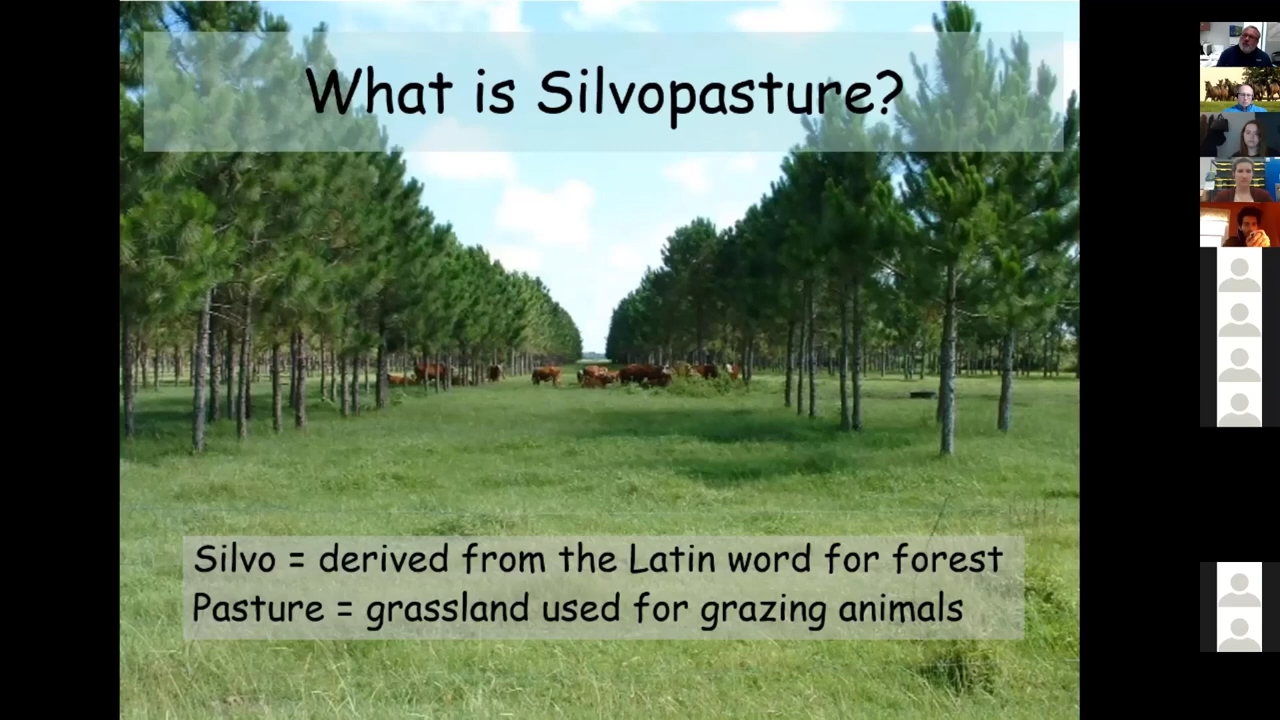 What is Silvopasture?
Silvo = derived from the Latin word for forest
Pasture = grassland used for grazing animals